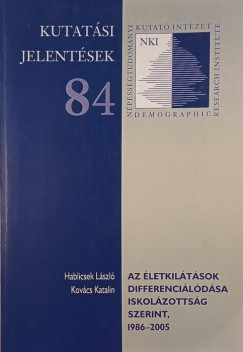 KUTATÁSI
JELENTÉSEK
84
KUTATÓ INTÉZET
NÉPESSÉGTUDOMÁNYI
NKI
RESEARCH INSTITUTE
DEMOGRAPHIC
Hablicsek László
Kovács Katalin
AZ ÉLETKILÁTÁSOK
DIFFERENCIÁLÓDÁSA
ISKOLÁZOTTSÁG
SZERINT,
1986–2005